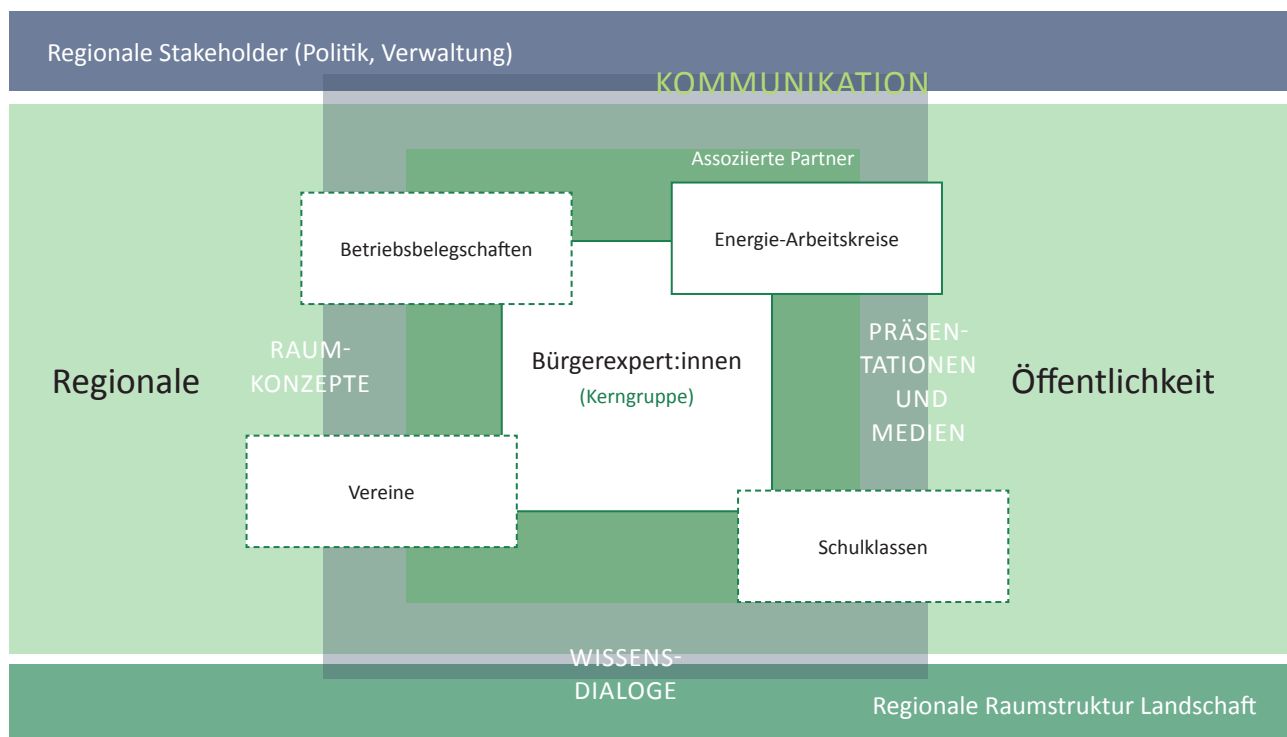 Regionale Stakeholder (Politik, Verwaltung)
KOMMUNIKATION
Assoziierte Partner
Betriebsbelegschaften
Energie-Arbeitskreise
Regionale
RAUM-
KONZEPTE
Bürgerexpert:innen
(Kerngruppe)
PRÄSEN-
TATIONEN
UND
MEDIEN
Öffentlichkeit
Vereine
Schulklassen
WISSENS-
DIALOGE
Regionale Raumstruktur Landschaft